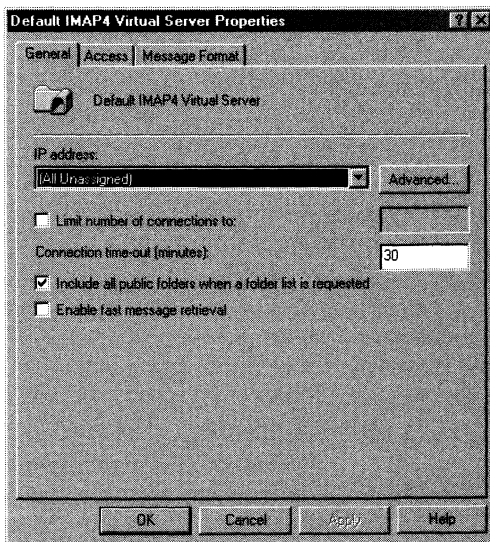 Default IMAP4 Virtual Server Properties ? X
General Access Message Format
Default IMAP4 Virtual Server
IP address:
(All Unassigned) Advanced...
Limit number of connections to:
Connection time-out (minutes): 30
Include all public folders when a folder list is requested
Enable fast message retrieval
OK Cancel Apply Help